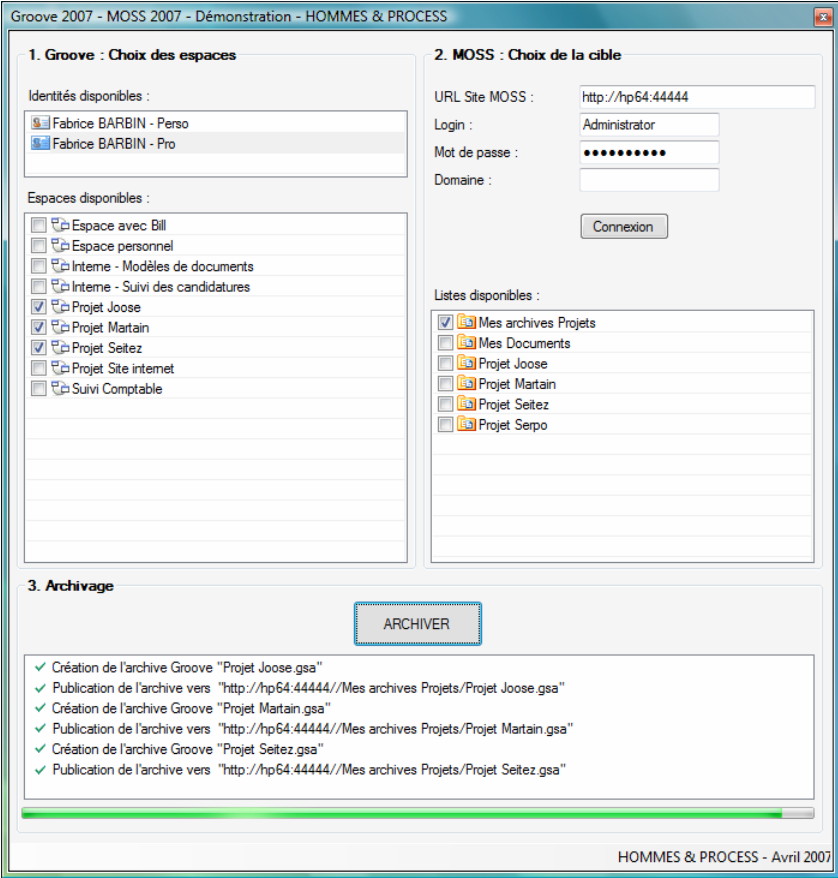 Groove 2007 - MOSS 2007 - Démonstration - HOMMES & PROCESS
1. Groove : Choix des espaces
Identités disponibles :
Fabrice BARBIN - Perso
Fabrice BARBIN - Pro
Espaces disponibles :
Espace avec Bill
Espace personnel
Interne - Modèles de documents
Interne - Suivi des candidatures
Projet Joose
Projet Martain
Projet Seitez
Projet Site internet
Suivi Comptable
2. MOSS : Choix de la cible
URL Site MOSS : http://hp64:44444
Login : Administrator
Mot de passe : ●●●●●●●●●●
Domaine :
Connexion
Listes disponibles :
Mes archives Projets
Mes Documents
Projet Joose
Projet Martain
Projet Seitez
Projet Serpo
3. Archivage
ARCHIVER
Création de l'archive Groove "Projet Joose.gsa"
Publication de l'archive vers "http://hp64:44444//Mes archives Projets/Projet Joose.gsa"
Création de l'archive Groove "Projet Martain.gsa"
Publication de l'archive vers "http://hp64:44444//Mes archives Projets/Projet Martain.gsa"
Création de l'archive Groove "Projet Seitez.gsa"
Publication de l'archive vers "http://hp64:44444//Mes archives Projets/Projet Seitez.gsa"
HOMMES & PROCESS - Avril 2007